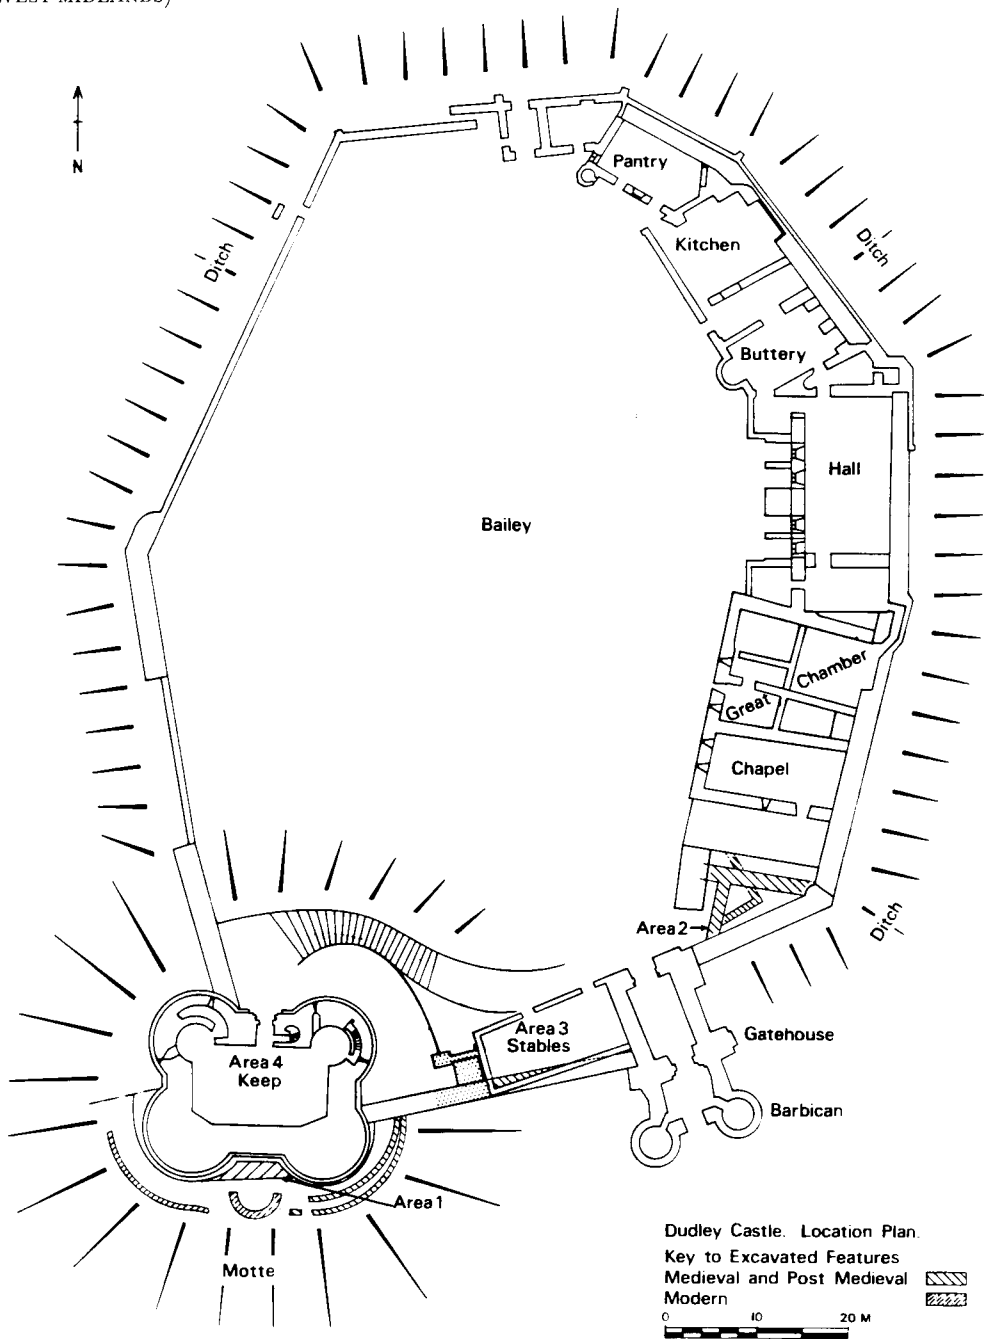 WEST MIDLANDS)
N
Pantry
Kitchen
Ditch
Ditch
Buttery
Hall
Bailey
Chamber
Great
Chapel
Area 2
Ditch
Area 3
Stables
Gatehouse
Area 4
Keep
Barbican
Area 1
Motte
Dudley Castle. Location Plan.
Key to Excavated Features
Medieval and Post Medieval
Modern
0 10 20 M